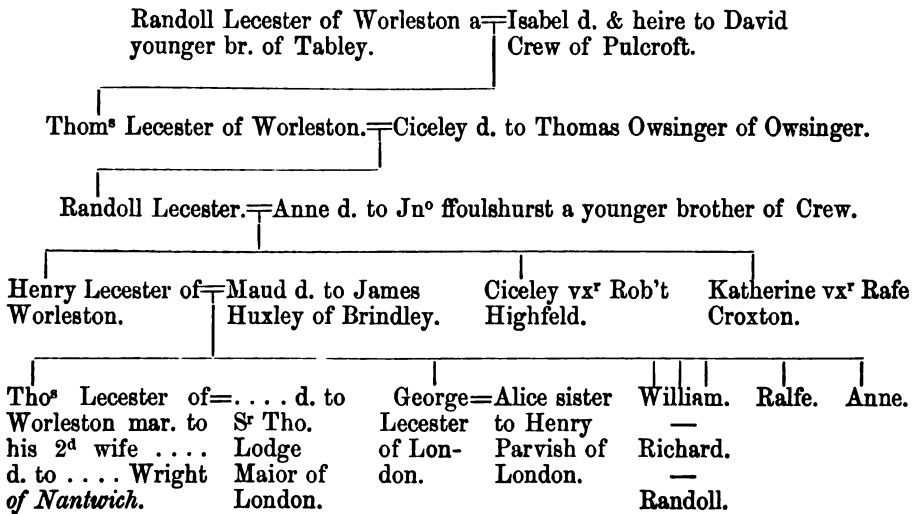 Randoll Lecester of Worleston a=Isabel d. & heire to David
younger br. of Tabley. Crew of Pulcroft.
Thomˢ Lecester of Worleston.=Ciceley d. to Thomas Owsinger of Owsinger.
Randoll Lecester.=Anne d. to Jnᵒ ffoulshurst a younger brother of Crew.
Henry Lecester of=Maud d. to James
Worleston. Huxley of Brindley.
Ciceley vxʳ Rob't
Highfeld.
Katherine vxʳ Rafe
Croxton.
Thoˢ Lecester of=. . . . d. to
Worleston mar. to Sʳ Tho.
his 2ᵈ wife . . . . Lodge
d. to . . . . Wright Maior of
of Nantwich. London.
George=Alice sister
Lecester to Henry
of Lon- Parvish of
don. London.
William.
—
Richard.
—
Randoll.
Ralfe.
Anne.